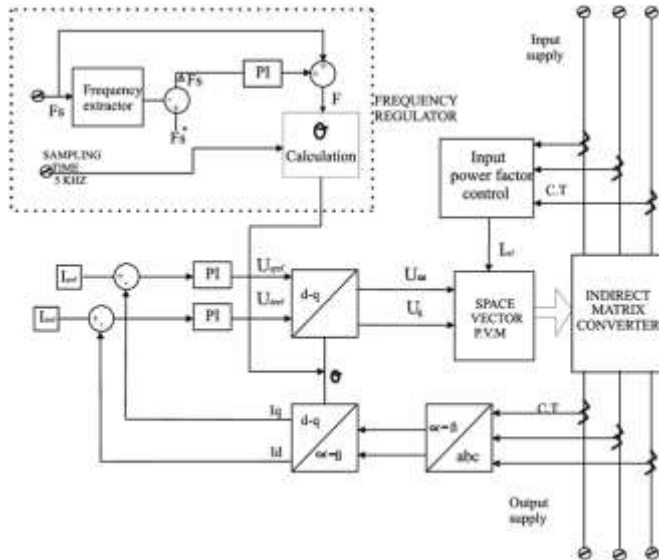 Input
supply
Fs
Frequency
extractor
Fs
Fs*
PI
F
FREQUENCY
REGULATOR
θ
Calculation
SAMPLING
TIME
5 KHZ
Input
power factor
control
C.T
PI
PI
d-q
SPACE
VECTOR
P.V.M
INDIRECT
MATRIX
CONVERTER
θ
Iq
Id
d-q
∝-β
∝-β
abc
C.T
Output
supply